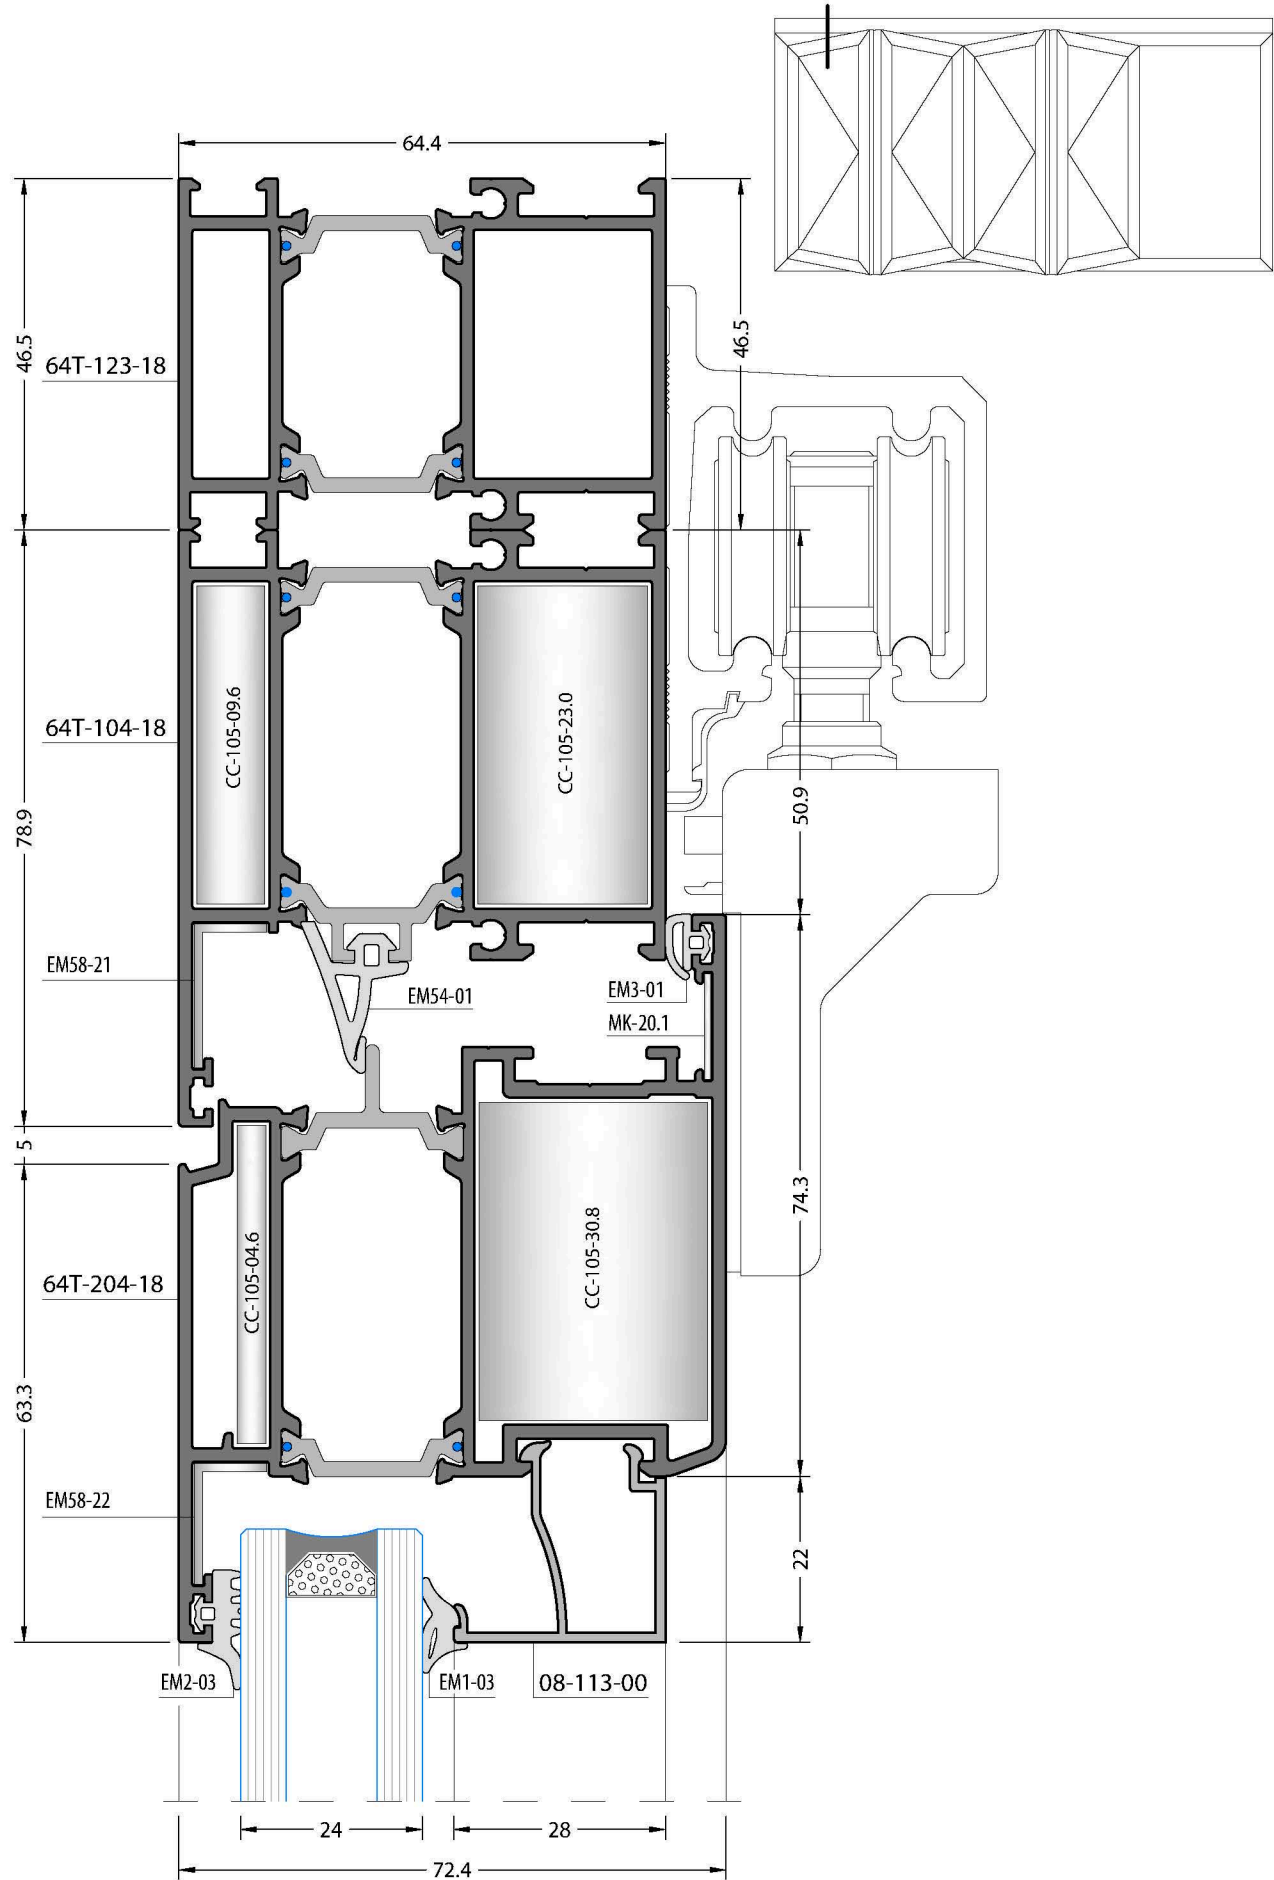 64.4
46.5
46.5
64T-123-18
CC-105-09.6
CC-105-23.0
64T-104-18
78.9
50.9
EM58-21
EM54-01
EM3-01
MK-20.1
5
74.3
CC-105-04.6
CC-105-30.8
64T-204-18
63.3
EM58-22
22
EM2-03
EM1-03
08-113-00
24
28
72.4